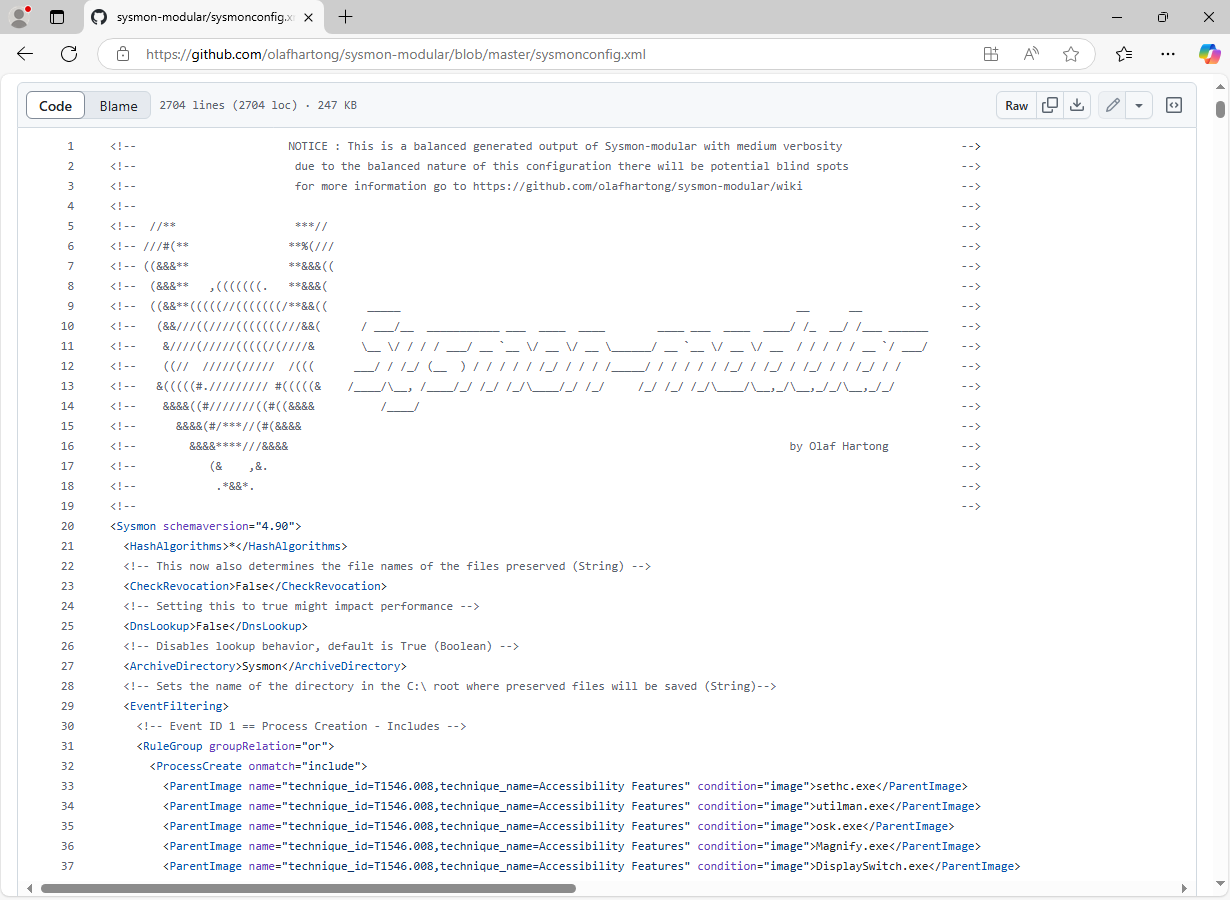 sysmon-modular/sysmonconfig.x
https://github.com/olafhartong/sysmon-modular/blob/master/sysmonconfig.xml
Code Blame 2704 lines (2704 loc) · 247 KB Raw
1 <!-- NOTICE : This is a balanced generated output of Sysmon-modular with medium verbosity -->
2 <!-- due to the balanced nature of this configuration there will be potential blind spots -->
3 <!-- for more information go to https://github.com/olafhartong/sysmon-modular/wiki -->
4 <!-- -->
5 <!-- //** ***// -->
6 <!-- ///#(** **%(/// -->
7 <!-- ((&&&** **&&&(( -->
8 <!-- (&&&** ,(((((((. **&&&( -->
9 <!-- ((&&**(((((//(((((((/**&&(( _____ __ __ -->
10 <!-- (&&///((////(((((((///&&( / ___/__ ___________ ___ ____ ____ ____ ___ ____ ____/ /_ __/ /___ ______ -->
11 <!-- &////(/////(((((/(////& \__ \/ / / / ___/ __ `__ \/ __ \/ __ \______/ __ `__ \/ __ \/ __ / / / / / __ `/ ___/ -->
12 <!-- ((// /////(///// /((( ___/ / /_/ (__ ) / / / / / /_/ / / / /_____/ / / / / / /_/ / /_/ / /_/ / / /_/ / / -->
13 <!-- &(((((#.///////// #(((((& /____/\__, /____/_/ /_/ /_/\____/_/ /_/ /_/ /_/ /_/\____/\__,_/\__,_/_/\__,_/_/ -->
14 <!-- &&&&((#///////((#((&&&& /____/ -->
15 <!-- &&&&(#/***//(#(&&&& -->
16 <!-- &&&&****///&&&& by Olaf Hartong -->
17 <!-- (& ,&. -->
18 <!-- .*&&*. -->
19 <!-- -->
20 <Sysmon schemaversion="4.90">
21 <HashAlgorithms>*</HashAlgorithms>
22 <!-- This now also determines the file names of the files preserved (String) -->
23 <CheckRevocation>False</CheckRevocation>
24 <!-- Setting this to true might impact performance -->
25 <DnsLookup>False</DnsLookup>
26 <!-- Disables lookup behavior, default is True (Boolean) -->
27 <ArchiveDirectory>Sysmon</ArchiveDirectory>
28 <!-- Sets the name of the directory in the C:\ root where preserved files will be saved (String)-->
29 <EventFiltering>
30 <!-- Event ID 1 == Process Creation - Includes -->
31 <RuleGroup groupRelation="or">
32 <ProcessCreate onmatch="include">
33 <ParentImage name="technique_id=T1546.008,technique_name=Accessibility Features" condition="image">sethc.exe</ParentImage>
34 <ParentImage name="technique_id=T1546.008,technique_name=Accessibility Features" condition="image">utilman.exe</ParentImage>
35 <ParentImage name="technique_id=T1546.008,technique_name=Accessibility Features" condition="image">osk.exe</ParentImage>
36 <ParentImage name="technique_id=T1546.008,technique_name=Accessibility Features" condition="image">Magnify.exe</ParentImage>
37 <ParentImage name="technique_id=T1546.008,technique_name=Accessibility Features" condition="image">DisplaySwitch.exe</ParentImage>